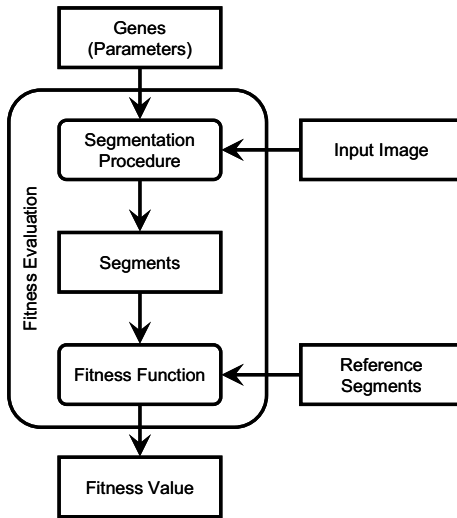 Genes
(Parameters)
Segmentation
Procedure
Input Image
Fitness Evaluation
Segments
Fitness Function
Reference
Segments
Fitness Value